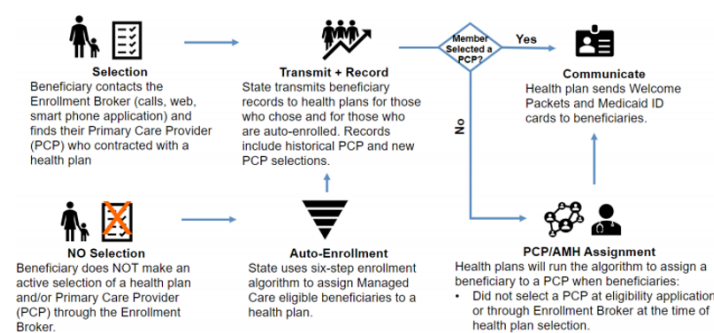 Selection
Beneficiary contacts the
Enrollment Broker (calls, web,
smart phone application) and
finds their Primary Care Provider
(PCP) who contracted with a
health plan
Transmit + Record
State transmits beneficiary
records to health plans for those
who chose and for those who
are auto-enrolled. Records
include historical PCP and new
PCP selections.
Member
Selected a
PCP?
Yes
No
Communicate
Health plan sends Welcome
Packets and Medicaid ID
cards to beneficiaries.
NO Selection
Beneficiary does NOT make an
active selection of a health plan
and/or Primary Care Provider
(PCP) through the Enrollment
Broker.
Auto-Enrollment
State uses six-step enrollment
algorithm to assign Managed
Care eligible beneficiaries to a
health plan.
PCP/AMH Assignment
Health plans will run the algorithm to assign a
beneficiary to a PCP when beneficiaries:
• Did not select a PCP at eligibility application
or through Enrollment Broker at the time of
health plan selection.